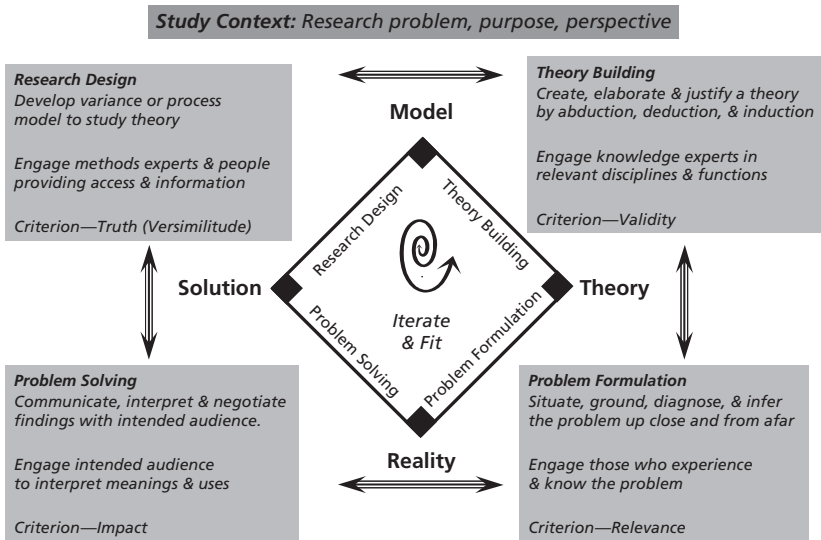 Study Context: Research problem, purpose, perspective
Research Design
Develop variance or process
model to study theory
Engage methods experts & people
providing access & information
Criterion—Truth (Versimilitude)
Theory Building
Create, elaborate & justify a theory
by abduction, deduction, & induction
Engage knowledge experts in
relevant disciplines & functions
Criterion—Validity
Model
Research Design
Theory Building
Solution
Theory
Iterate
& Fit
Problem Solving
Problem Formulation
Reality
Problem Solving
Communicate, interpret & negotiate
findings with intended audience.
Engage intended audience
to interpret meanings & uses
Criterion—Impact
Problem Formulation
Situate, ground, diagnose, & infer
the problem up close and from afar
Engage those who experience
& know the problem
Criterion—Relevance